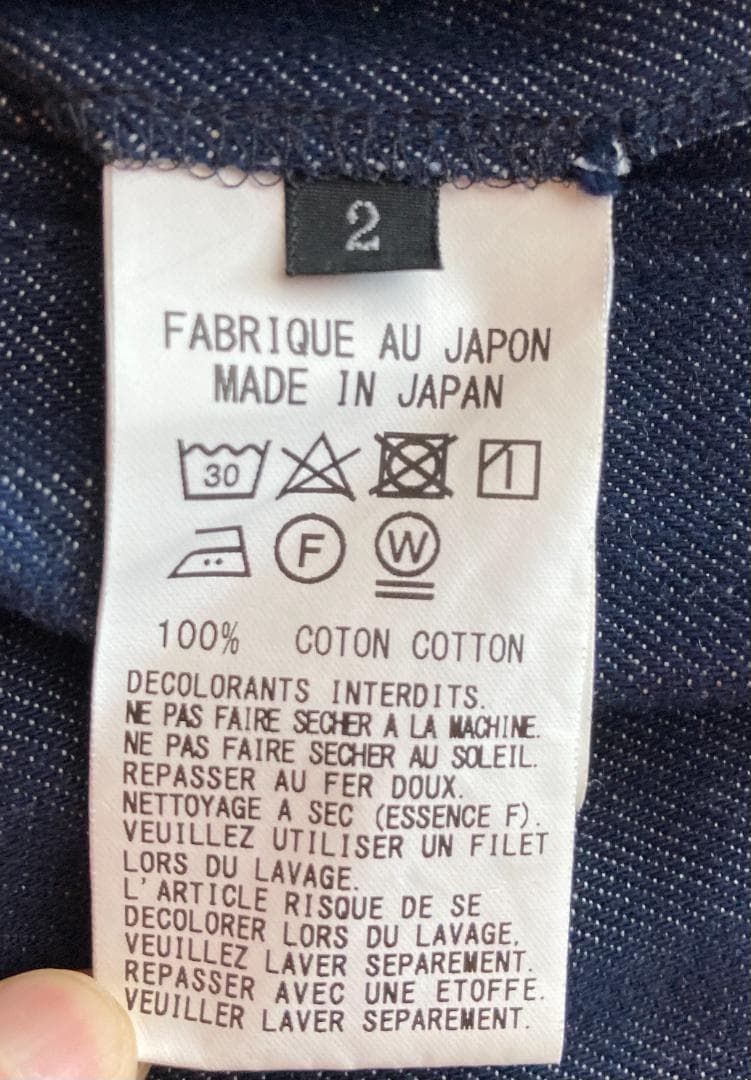 2
FABRIQUE AU JAPON
MADE IN JAPAN
30
F W
100% COTON COTTON
DECOLORANTS INTERDITS.
NE PAS FAIRE SECHER A LA MACHINE.
NE PAS FAIRE SECHER AU SOLEIL.
REPASSER AU FER DOUX.
NETTOYAGE A SEC (ESSENCE F).
VEUILLEZ UTILISER UN FILET
LORS DU LAVAGE.
L'ARTICLE RISQUE DE SE
DECOLORER LORS DU LAVAGE,
VEUILLEZ LAVER SEPAREMENT.
REPASSER AVEC UNE ETOFFE.
VEUILLER LAVER SEPAREMENT.